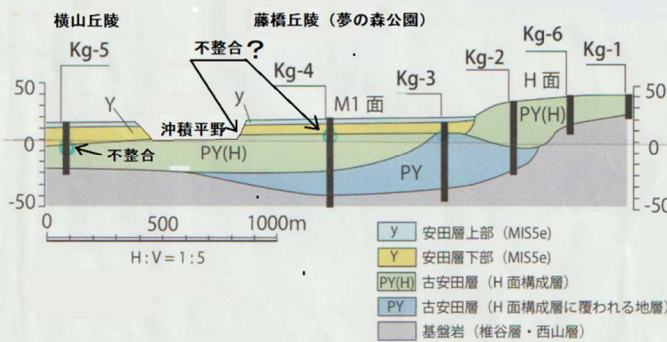 横山丘陵
藤橋丘陵（夢の森公園）
Kg-5
不整合？
Kg-4
Kg-3
Kg-2
Kg-6
Kg-1
M1 面
H 面
50
0
-50
Y
y
沖積平野
不整合
PY(H)
PY
PY(H)
50
0
-50
0
500
1000m
H : V = 1 : 5
y 安田層上部（MIS5e）
Y 安田層下部（MIS5e）
PY(H) 古安田層（H 面構成層）
PY 古安田層（H 面構成層に覆われる地層）
基盤岩（椎谷層・西山層）